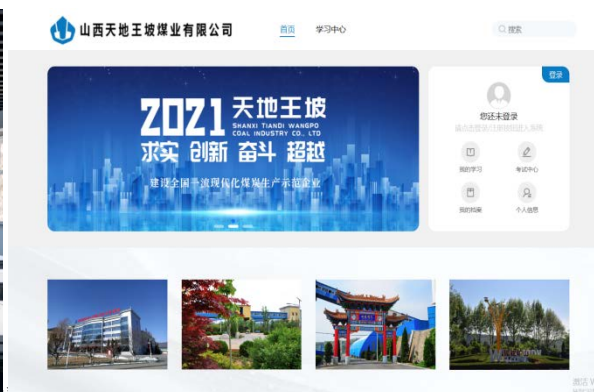 山西天地王坡煤业有限公司
首页 学习中心
搜索
登录
2021 天地王坡
SHANXI TIANDI WANGPO
COAL INDUSTRY CO., LTD
求实 创新 奋斗 超越
建设全国一流现代化煤炭生产示范企业
您还未登录
我的学习 考试中心
我的档案 个人信息